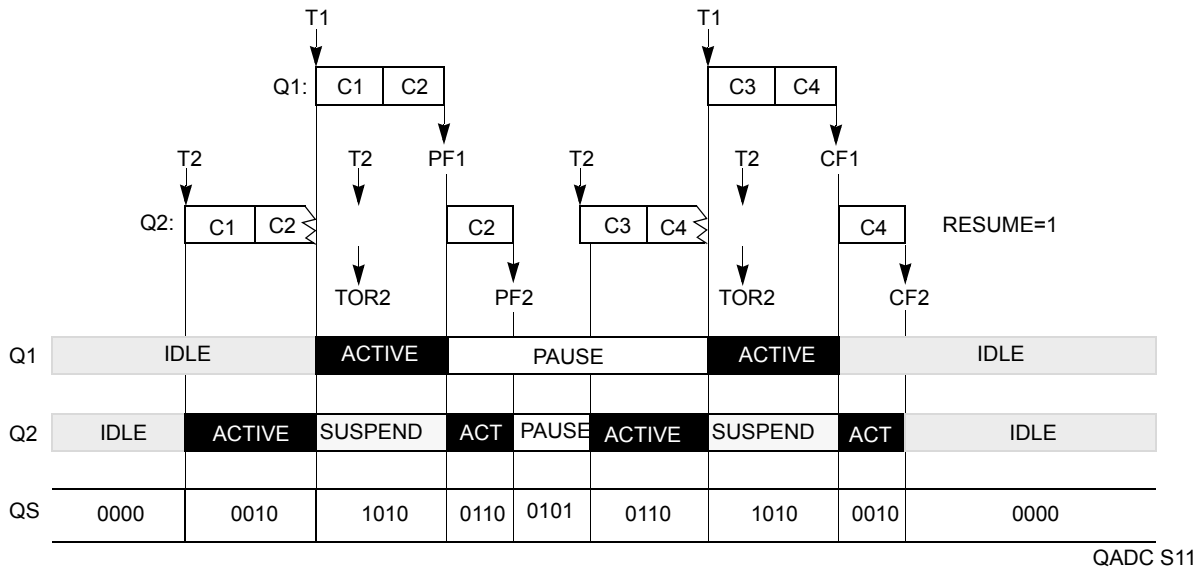 T1 T1
Q1: C1 C2 C3 C4
T2 T2 PF1 T2 T2 CF1
Q2: C1 C2 C2 C3 C4 C4 RESUME=1
TOR2 PF2 TOR2 CF2
Q1 IDLE ACTIVE PAUSE ACTIVE IDLE
Q2 IDLE ACTIVE SUSPEND ACT PAUSE ACTIVE SUSPEND ACT IDLE
QS 0000 0010 1010 0110 0101 0110 1010 0010 0000
QADC S11